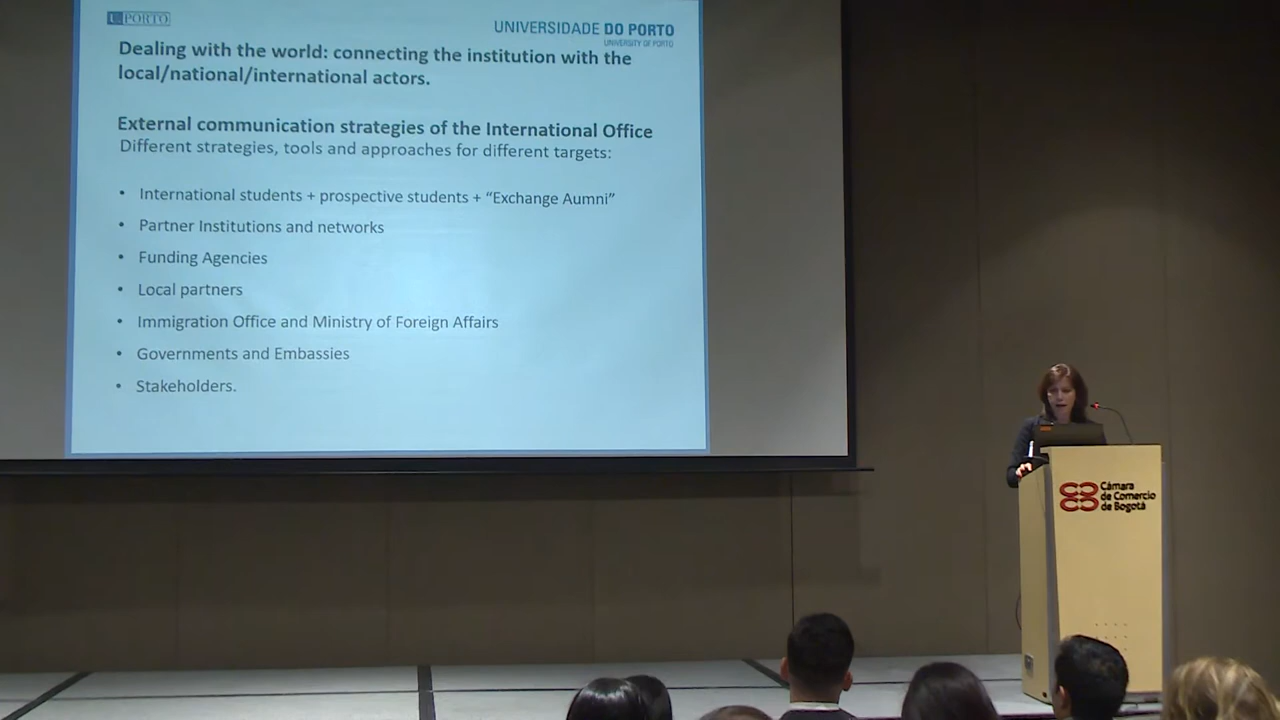 U. PORTO
UNIVERSIDADE DO PORTO
UNIVERSITY OF PORTO
Dealing with the world: connecting the institution with the
local/national/international actors.
External communication strategies of the International Office
Different strategies, tools and approaches for different targets:
• International students + prospective students + “Exchange Aumni”
• Partner Institutions and networks
• Funding Agencies
• Local partners
• Immigration Office and Ministry of Foreign Affairs
• Governments and Embassies
• Stakeholders.
Cámara
de Comercio
de Bogotá